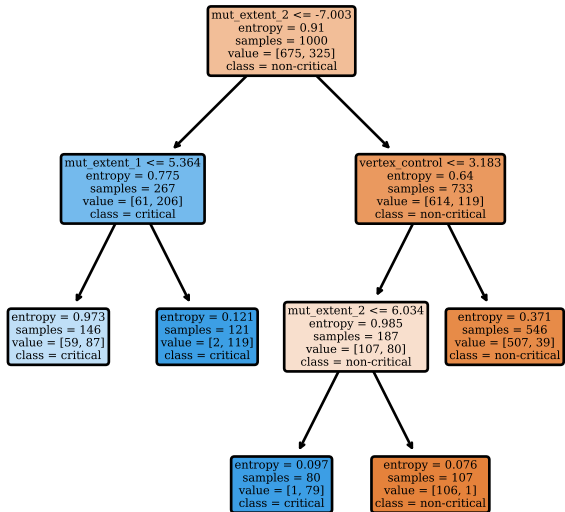 mut_extent_2 <= -7.003
entropy = 0.91
samples = 1000
value = [675, 325]
class = non-critical
mut_extent_1 <= 5.364
entropy = 0.775
samples = 267
value = [61, 206]
class = critical
vertex_control <= 3.183
entropy = 0.64
samples = 733
value = [614, 119]
class = non-critical
entropy = 0.973
samples = 146
value = [59, 87]
class = critical
entropy = 0.121
samples = 121
value = [2, 119]
class = critical
mut_extent_2 <= 6.034
entropy = 0.985
samples = 187
value = [107, 80]
class = non-critical
entropy = 0.371
samples = 546
value = [507, 39]
class = non-critical
entropy = 0.097
samples = 80
value = [1, 79]
class = critical
entropy = 0.076
samples = 107
value = [106, 1]
class = non-critical